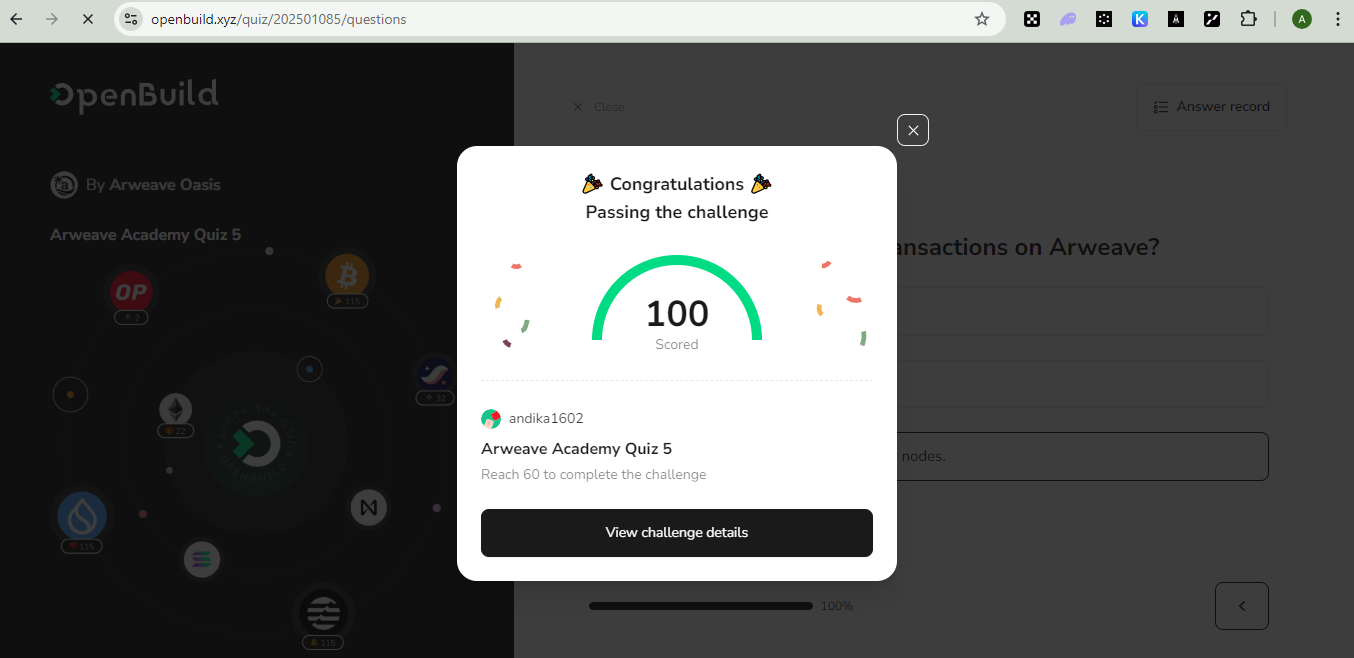 openbuild.xyz/quiz/202501085/questions
A
OpenBuild
Close
Answer record
By Arweave Oasis
Arweave Academy Quiz 5
🎉 Congratulations 🎉
Passing the challenge
ansactions on Arweave?
OP
2
115
100
Scored
32
22
andika1602
Arweave Academy Quiz 5
Reach 60 to complete the challenge
nodes.
View challenge details
115
100%
115